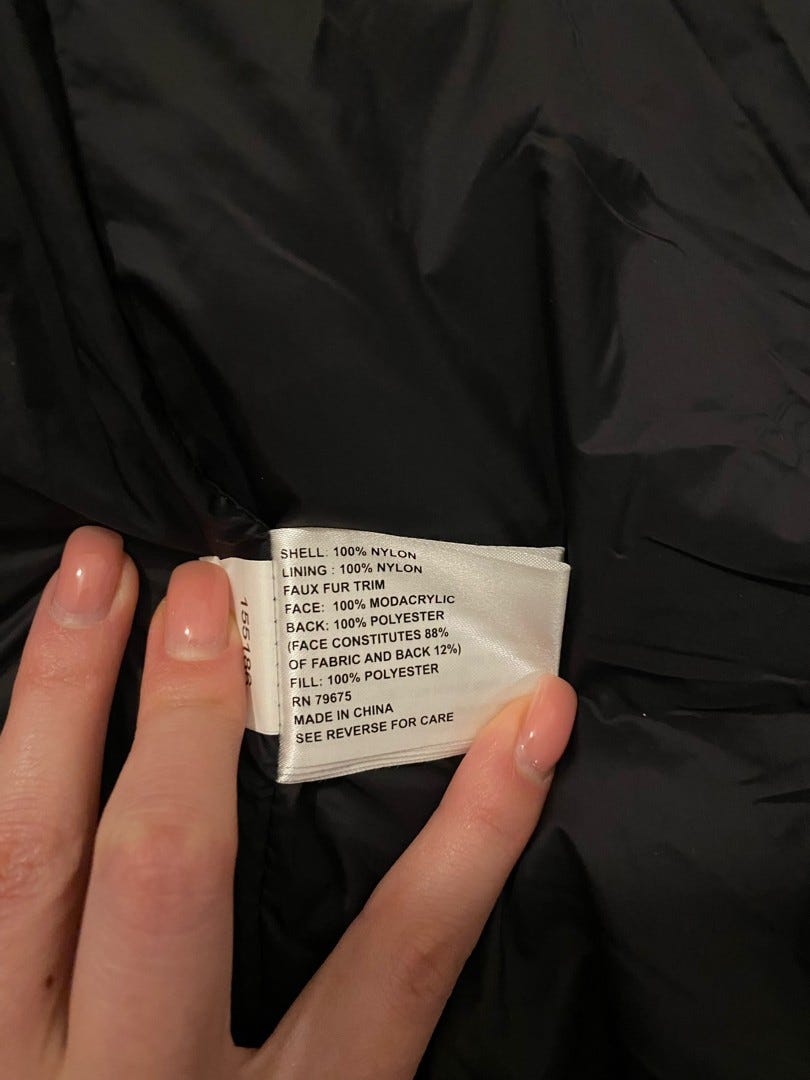 SHELL: 100% NYLON
LINING : 100% NYLON
FAUX FUR TRIM
FACE: 100% MODACRYLIC
BACK: 100% POLYESTER
(FACE CONSTITUTES 88%
OF FABRIC AND BACK 12%)
FILL: 100% POLYESTER
RN 79675
MADE IN CHINA
SEE REVERSE FOR CARE